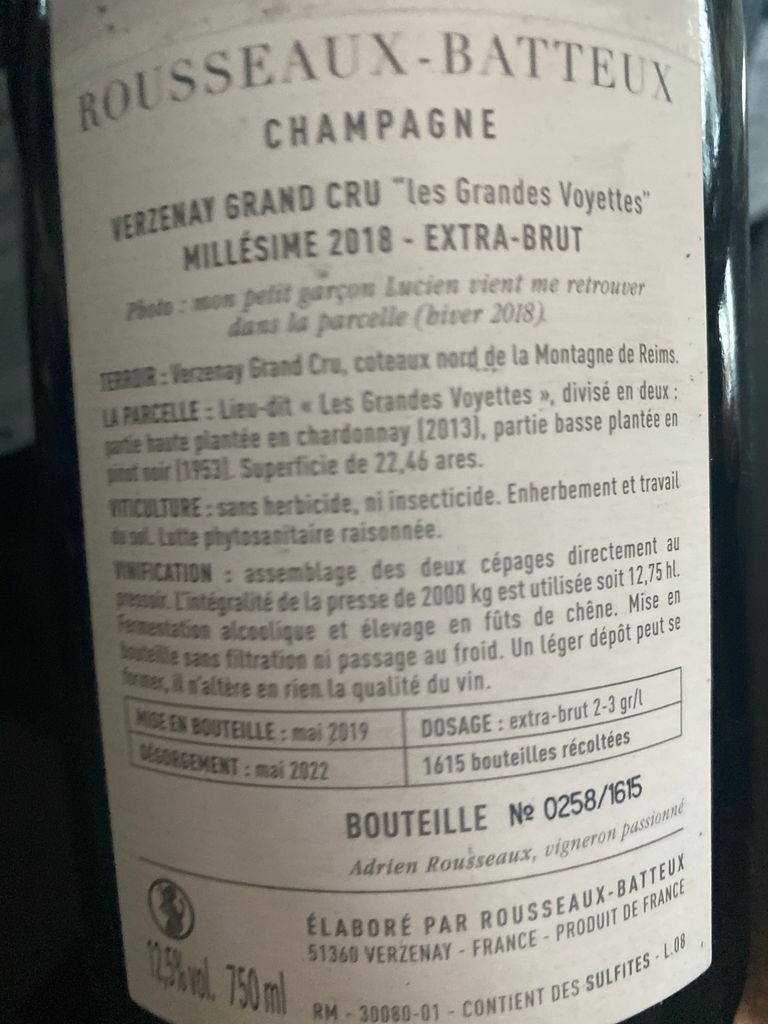 ROUSSEAUX-BATTEUX
CHAMPAGNE
VERZENAY GRAND CRU "les Grandes Voyettes"
MILLÉSIME 2018 - EXTRA-BRUT
Photo : mon petit garçon Lucien vient me retrouver
dans la parcelle (hiver 2018).
TERROIR : Verzenay Grand Cru, coteaux nord de la Montagne de Reims.
LA PARCELLE : Lieu-dit « Les Grandes Voyettes », divisé en deux :
partie haute plantée en chardonnay (2013), partie basse plantée en
pinot noir (1953). Superficie de 22,46 ares.
VITICULTURE : sans herbicide, ni insecticide. Enherbement et travail
du sol. Lutte phytosanitaire raisonnée.
VINIFICATION : assemblage des deux cépages directement au
pressoir. L'intégralité de la presse de 2000 kg est utilisée soit 12,75 hl.
Fermentation alcoolique et élevage en fûts de chêne. Mise en
bouteille sans filtration ni passage au froid. Un léger dépôt peut se
former, il n'altère en rien la qualité du vin.
MISE EN BOUTEILLE : mai 2019
DOSAGE : extra-brut 2-3 gr/l
DÉGORGEMENT : mai 2022
1615 bouteilles récoltées
BOUTEILLE № 0258/1615
Adrien Rousseaux, vigneron passionné
ÉLABORÉ PAR ROUSSEAUX-BATTEUX
51360 VERZENAY - FRANCE - PRODUIT DE FRANCE
12,5% vol. 750 ml
RM - 30080-01 - CONTIENT DES SULFITES - L.08